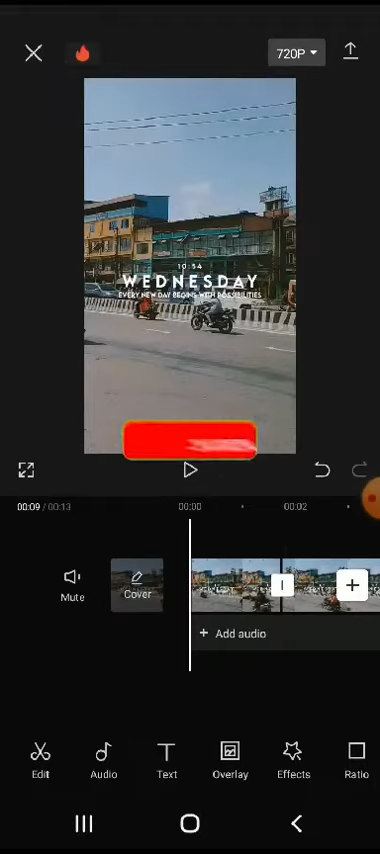 720P
10:54
WEDNESDAY
EVERY NEW DAY BEGINS WITH POSSIBILITIES
00:09 / 00:13
00:00
00:02
Mute
Cover
+ Add audio
Edit
Audio
Text
Overlay
Effects
Ratio